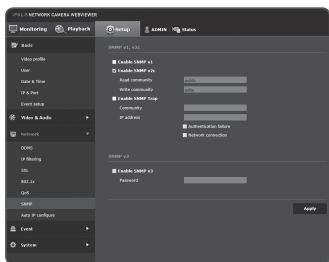 iPOLIS NETWORK CAMERA WEBVIEWER
Monitoring
Playback
Setup
ADMIN
Status
Basic
Video profile
User
Date & Time
IP & Port
Event setup
Video & Audio
Network
DDNS
IP filtering
SSL
802.1x
QoS
SNMP
Auto IP configure
Event
System
SNMP v1, v2c
Enable SNMP v1
Enable SNMP v2c
Read community
public
Write community
write
Enable SNMP Trap
Community
IP address
Authentication failure
Network connection
SNMP v3
Enable SNMP v3
Password
Apply